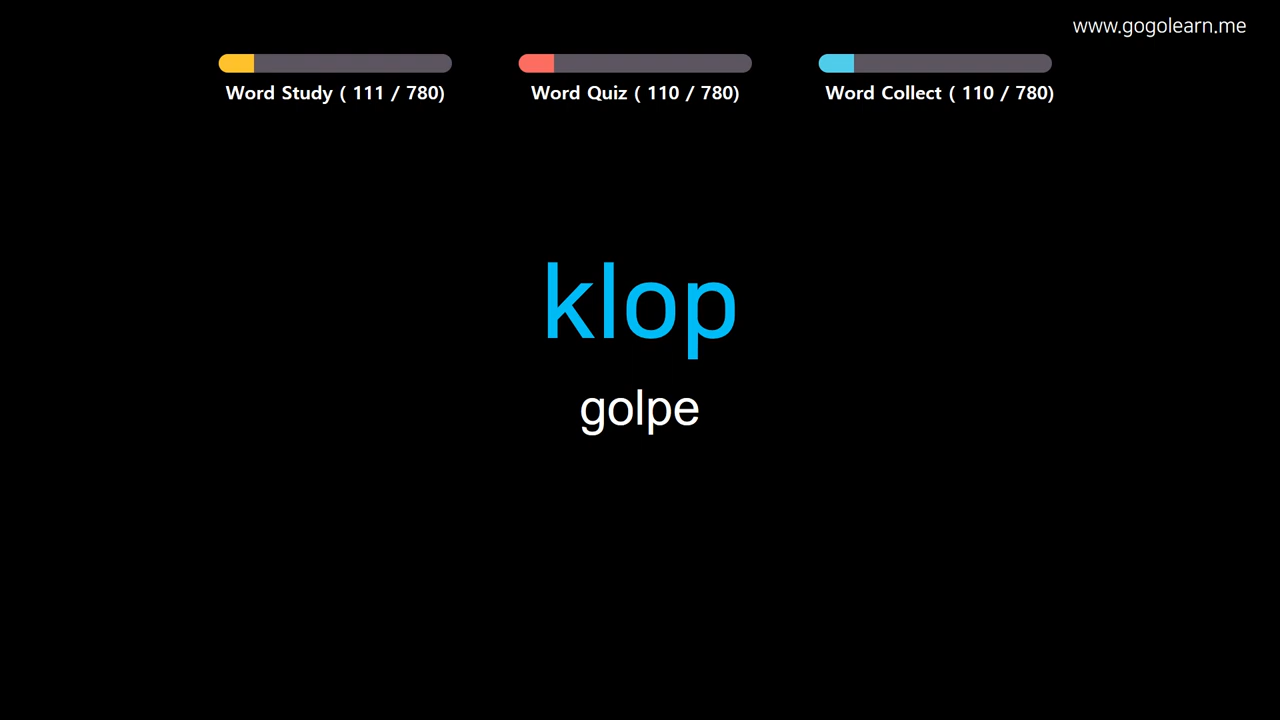 www.gogolearn.me
Word Study ( 111 / 780)
Word Quiz ( 110 / 780)
Word Collect ( 110 / 780)
klop
golpe